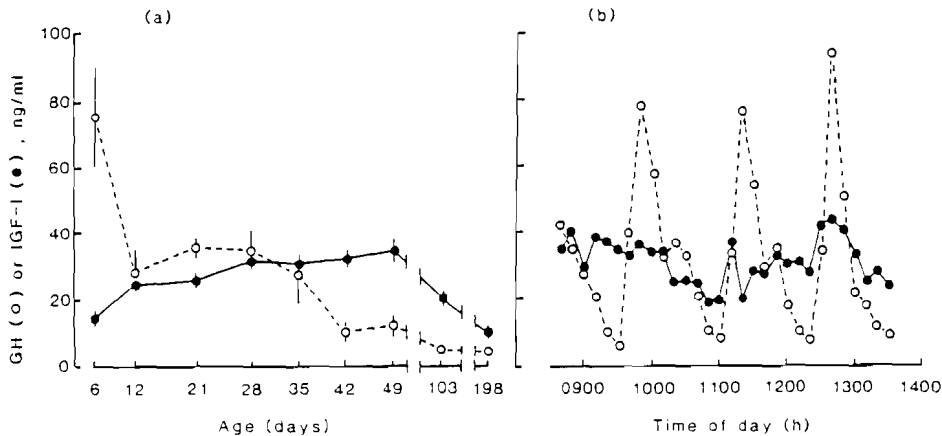 (a)
(b)
GH (o) or IGF-I (●), ng/ml
100
80
60
40
20
0
6 12 21 28 35 42 49 103 198
Age (days)
0900 1000 1100 1200 1300 1400
Time of day (h)